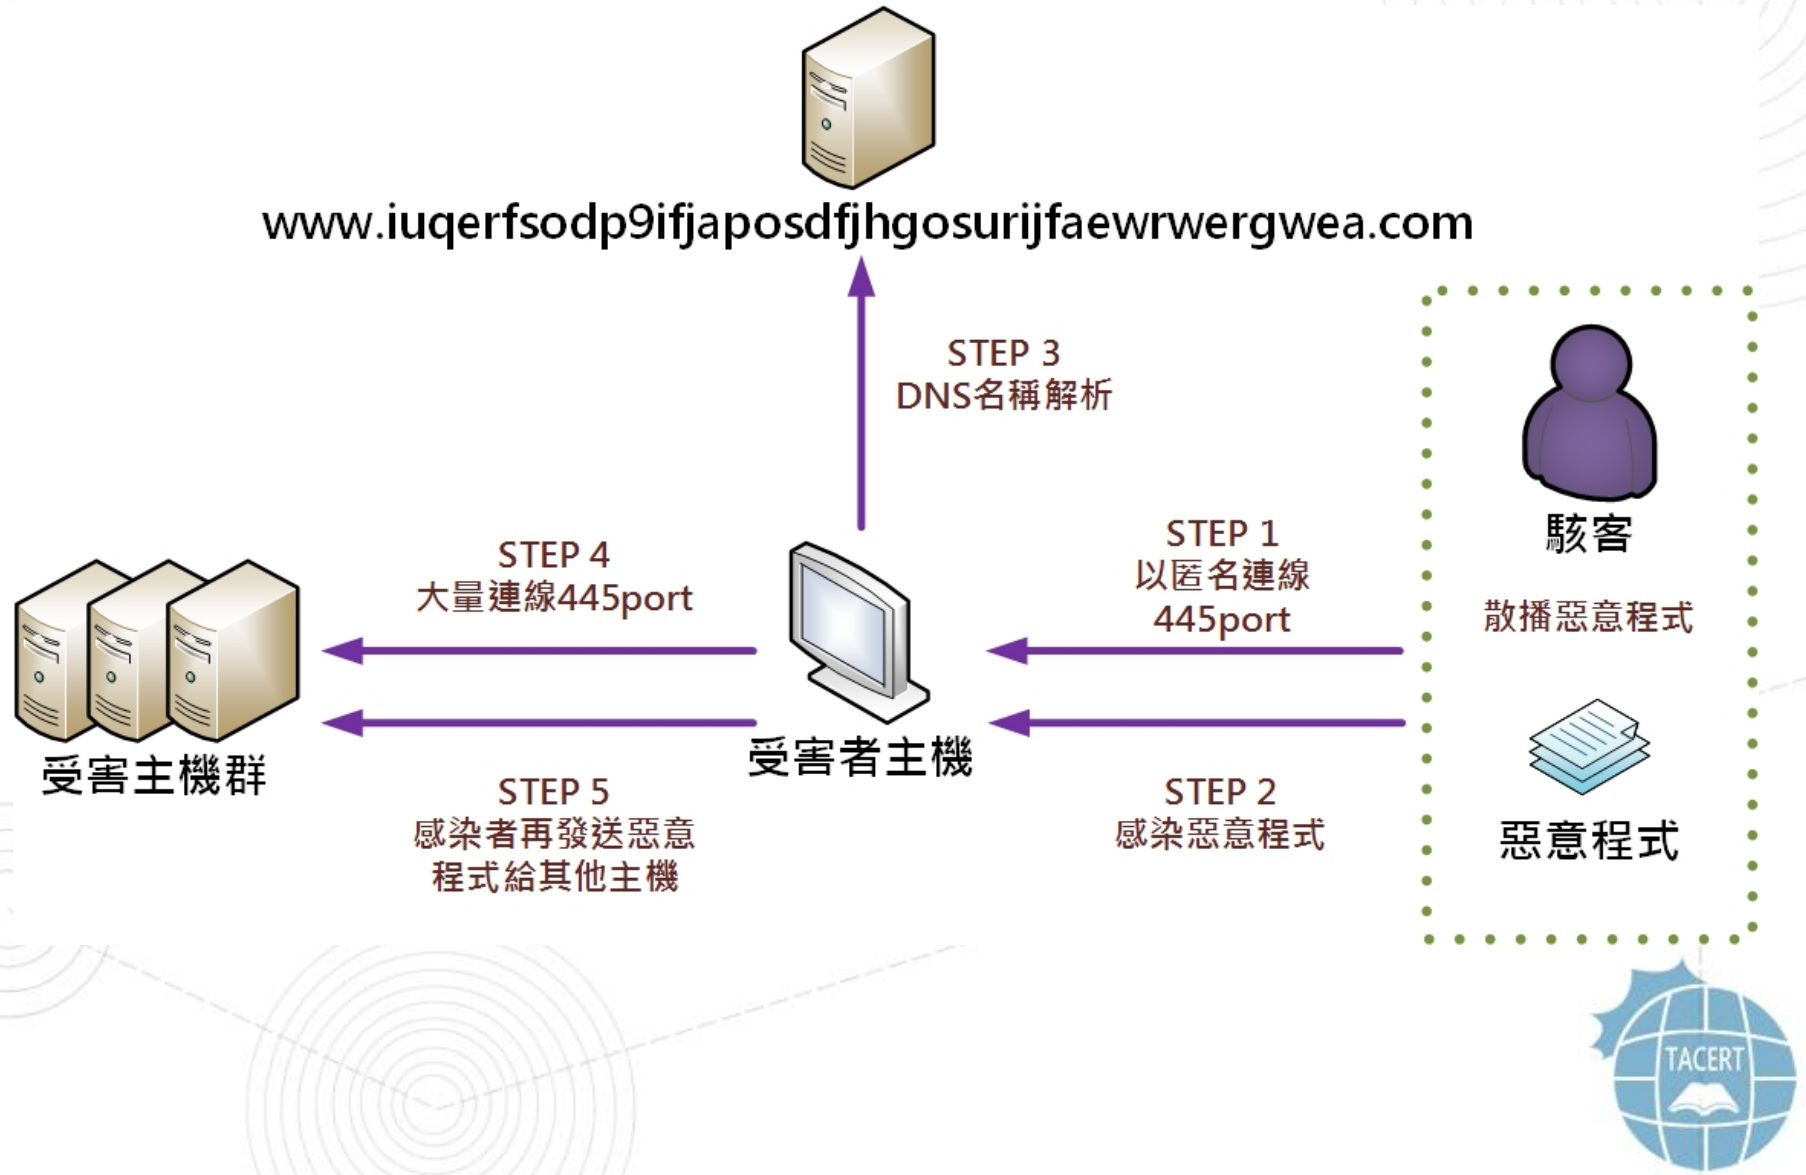 www.iuqerfsodp9ifjaposdfjhgosurijfaewrwergwea.com
STEP 3
DNS名稱解析
STEP 4
大量連線445port
STEP 1
以匿名連線
445port
駭客
散播惡意程式
受害主機群
受害者主機
STEP 5
感染者再發送惡意
程式給其他主機
STEP 2
感染惡意程式
惡意程式
TACERT